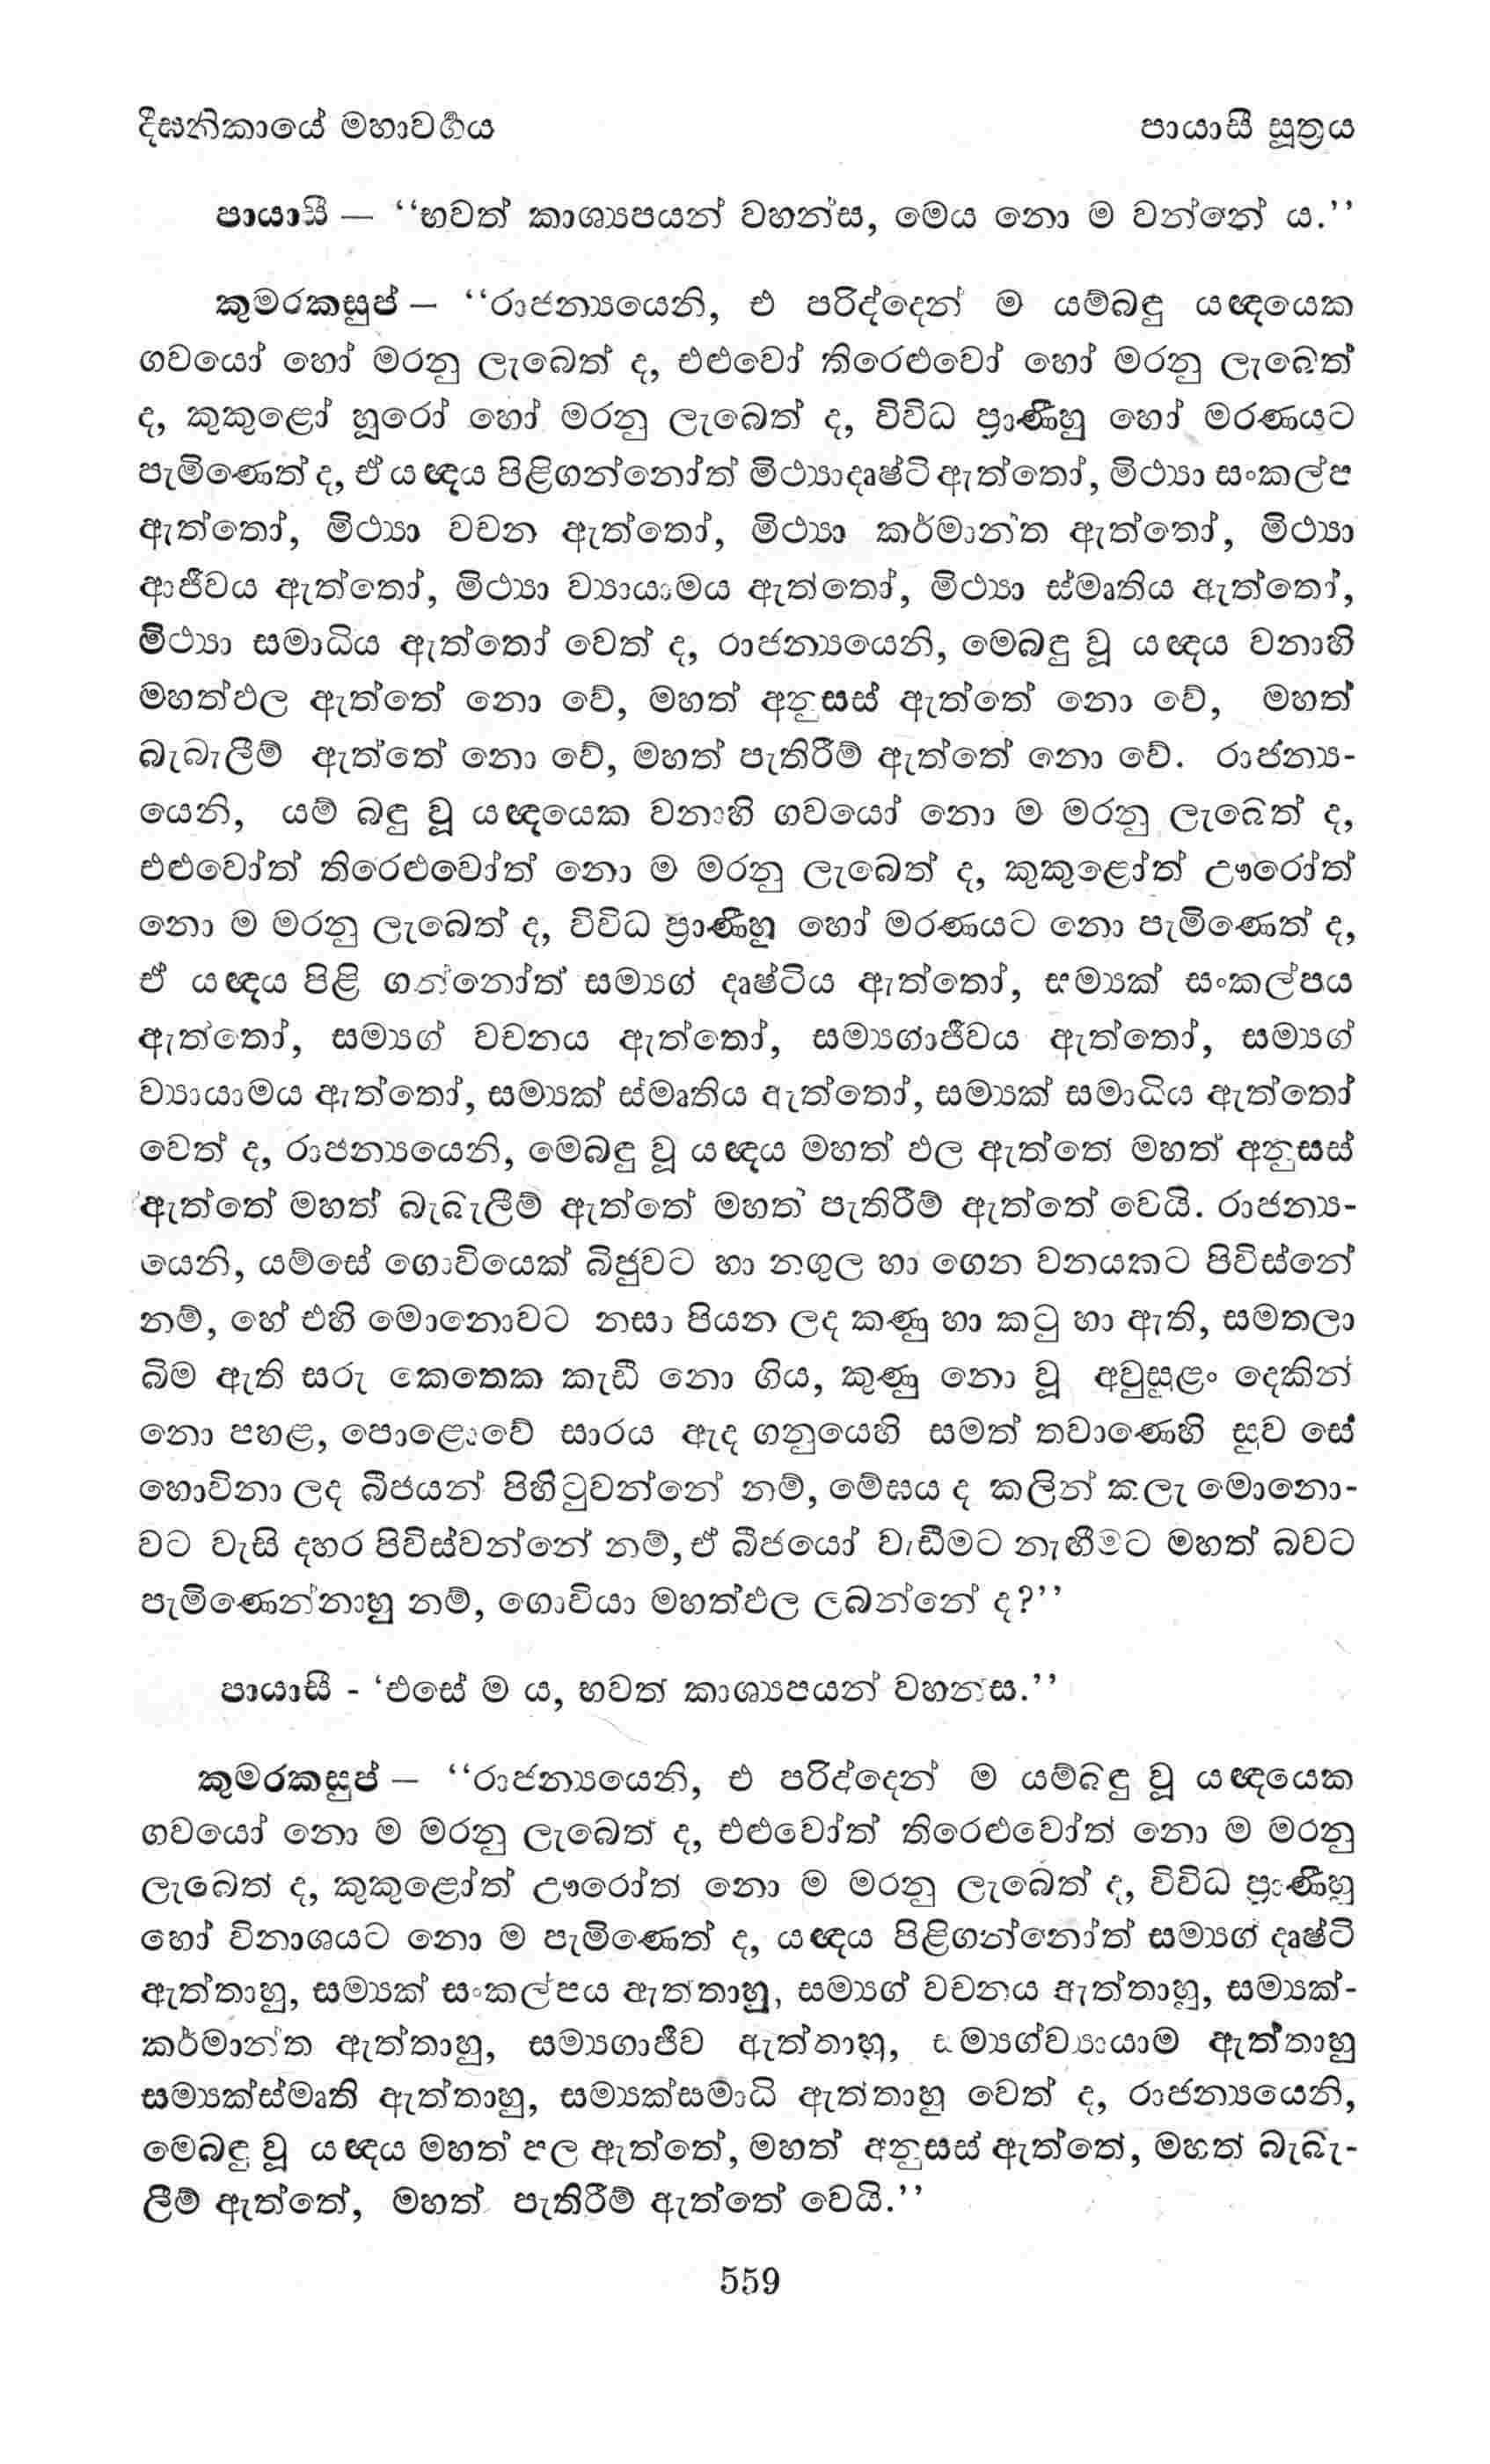 දීඝනිකායේ මහාවර්‍ගය
පායාසී සූත්‍රය
පායාසී — ‘‘භවත් කාශ්‍යපයන් වහන්ස, මෙය නො ම වන්නේ ය.’’
කුමරකසුප් — ‘‘රාජන්‍යයෙනි, එ පරිද්දෙන් ම යම්බඳු යඥයෙක
ගවයෝ හෝ මරනු ලැබෙත් ද, එළුවෝ තිරෙළුවෝ හෝ මරනු ලැබෙත්
ද, කුකුළෝ හූරෝ හෝ මරනු ලැබෙත් ද, විවිධ ප්‍රාණීහු හෝ මරණයට
පැමිණෙත් ද, ඒ යඥය පිළිගන්නෝත් මිථ්‍යාදෘෂ්ටි ඇත්තෝ, මිථ්‍යා සංකල්ප
ඇත්තෝ, මිථ්‍යා වචන ඇත්තෝ, මිථ්‍යා කර්මාන්ත ඇත්තෝ, මිථ්‍යා
ආජීවය ඇත්තෝ, මිථ්‍යා ව්‍යායාමය ඇත්තෝ, මිථ්‍යා ස්මෘතිය ඇත්තෝ,
මිථ්‍යා සමාධිය ඇත්තෝ වෙත් ද, රාජන්‍යයෙනි, මෙබඳු වූ යඥය වනාහි
මහත්ඵල ඇත්තේ නො වේ, මහත් අනුසස් ඇත්තේ නො වේ, මහත්
බැබැලීම් ඇත්තේ නො වේ, මහත් පැතිරීම් ඇත්තේ නො වේ. රාජන්‍ය-
යෙනි, යම් බඳු වූ යඥයෙක වනාහි ගවයෝ නො ම මරනු ලැබෙත් ද,
එළුවෝත් තිරෙළුවෝත් නො ම මරනු ලැබෙත් ද, කුකුළෝත් ඌරෝත්
නො ම මරනු ලැබෙත් ද, විවිධ ප්‍රාණීහු හෝ මරණයට නො පැමිණෙත් ද,
ඒ යඥය පිළි ගන්නෝත් සම්‍යග් දෘෂ්ටිය ඇත්තෝ, සම්‍යක් සංකල්පය
ඇත්තෝ, සම්‍යග් වචනය ඇත්තෝ, සම්‍යගාජීවය ඇත්තෝ, සම්‍යග්
ව්‍යායාමය ඇත්තෝ, සම්‍යක් ස්මෘතිය ඇත්තෝ, සම්‍යක් සමාධිය ඇත්තෝ
වෙත් ද, රාජන්‍යයෙනි, මෙබඳු වූ යඥය මහත් ඵල ඇත්තේ මහත් අනුසස්
ඇත්තේ මහත් බැබැලීම් ඇත්තේ මහත් පැතිරීම් ඇත්තේ වෙයි. රාජන්‍ය-
යෙනි, යම්සේ ගොවියෙක් බිජුවට හා නගුල හා ගෙන වනයකට පිවිස්නේ
නම්, හේ එහි මොනොවට නසා පියන ලද කණු හා කටු හා ඇති, සමතලා
බිම ඇති සරු කෙතෙක කැඩී නො ගිය, කුණු නො වූ අවුසුළං දෙකින්
නො පහළ, පොළොවේ සාරය ඇද ගනුයෙහි සමත් තවාණෙහි සුව සේ
හොවිනා ලද බීජයන් පිහිටුවන්නේ නම්, මේඝය ද කලින් කලැ මොනො-
වට වැසි දහර පිවිස්වන්නේ නම්, ඒ බීජයෝ වැඩීමට නැඟීමට මහත් බවට
පැමිණෙන්නාහු නම්, ගොවියා මහත්ඵල ලබන්නේ ද?’’
පායාසී - ‘එසේ ම ය, භවත් කාශ්‍යපයන් වහන්ස.’’
කුමරකසුප් — ‘‘රාජන්‍යයෙනි, එ පරිද්දෙන් ම යම්බඳු වූ යඥයෙක
ගවයෝ නො ම මරනු ලැබෙත් ද, එළුවෝත් තිරෙළුවෝත් නො ම මරනු
ලැබෙත් ද, කුකුළෝත් ඌරෝත් නො ම මරනු ලැබෙත් ද, විවිධ ප්‍රාණීහු
හෝ විනාශයට නො ම පැමිණෙත් ද, යඥය පිළිගන්නෝත් සම්‍යග් දෘෂ්ටි
ඇත්තාහු, සම්‍යක් සංකල්පය ඇත්තාහු, සම්‍යග් වචනය ඇත්තාහු, සම්‍යක්-
කර්මාන්ත ඇත්තාහු, සම්‍යගාජීව ඇත්තාහු, සම්‍යග්ව්‍යායාම ඇත්තාහු
සම්‍යක්ස්මෘති ඇත්තාහු, සම්‍යක්සමාධි ඇත්තාහු වෙත් ද, රාජන්‍යයෙනි,
මෙබඳු වූ යඥය මහත් ඵල ඇත්තේ, මහත් අනුසස් ඇත්තේ, මහත් බැබැ-
ලීම් ඇත්තේ, මහත් පැතිරීම් ඇත්තේ වෙයි.’’
559